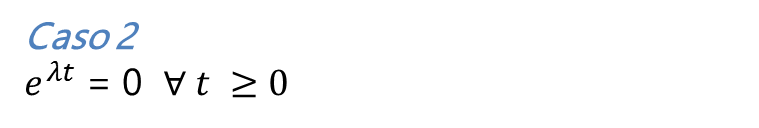 Caso 2
e^{λt} = 0 ∀ t ≥ 0